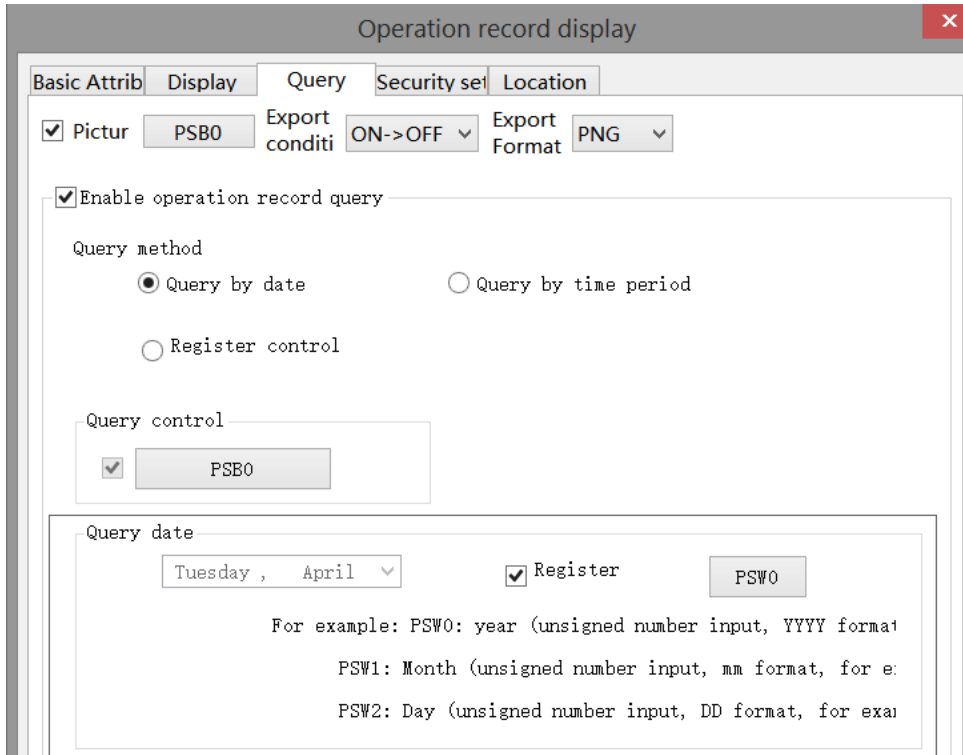 Operation record display
Basic Attrib Display Query Security set Location
Pictur PSB0 Export conditi ON->OFF Export Format PNG
Enable operation record query
Query method
Query by date Query by time period
Register control
Query control
PSB0
Query date
Tuesday , April Register PSW0
For example: PSW0: year (unsigned number input, YYYY format
PSW1: Month (unsigned number input, mm format, for e
PSW2: Day (unsigned number input, DD format, for exa